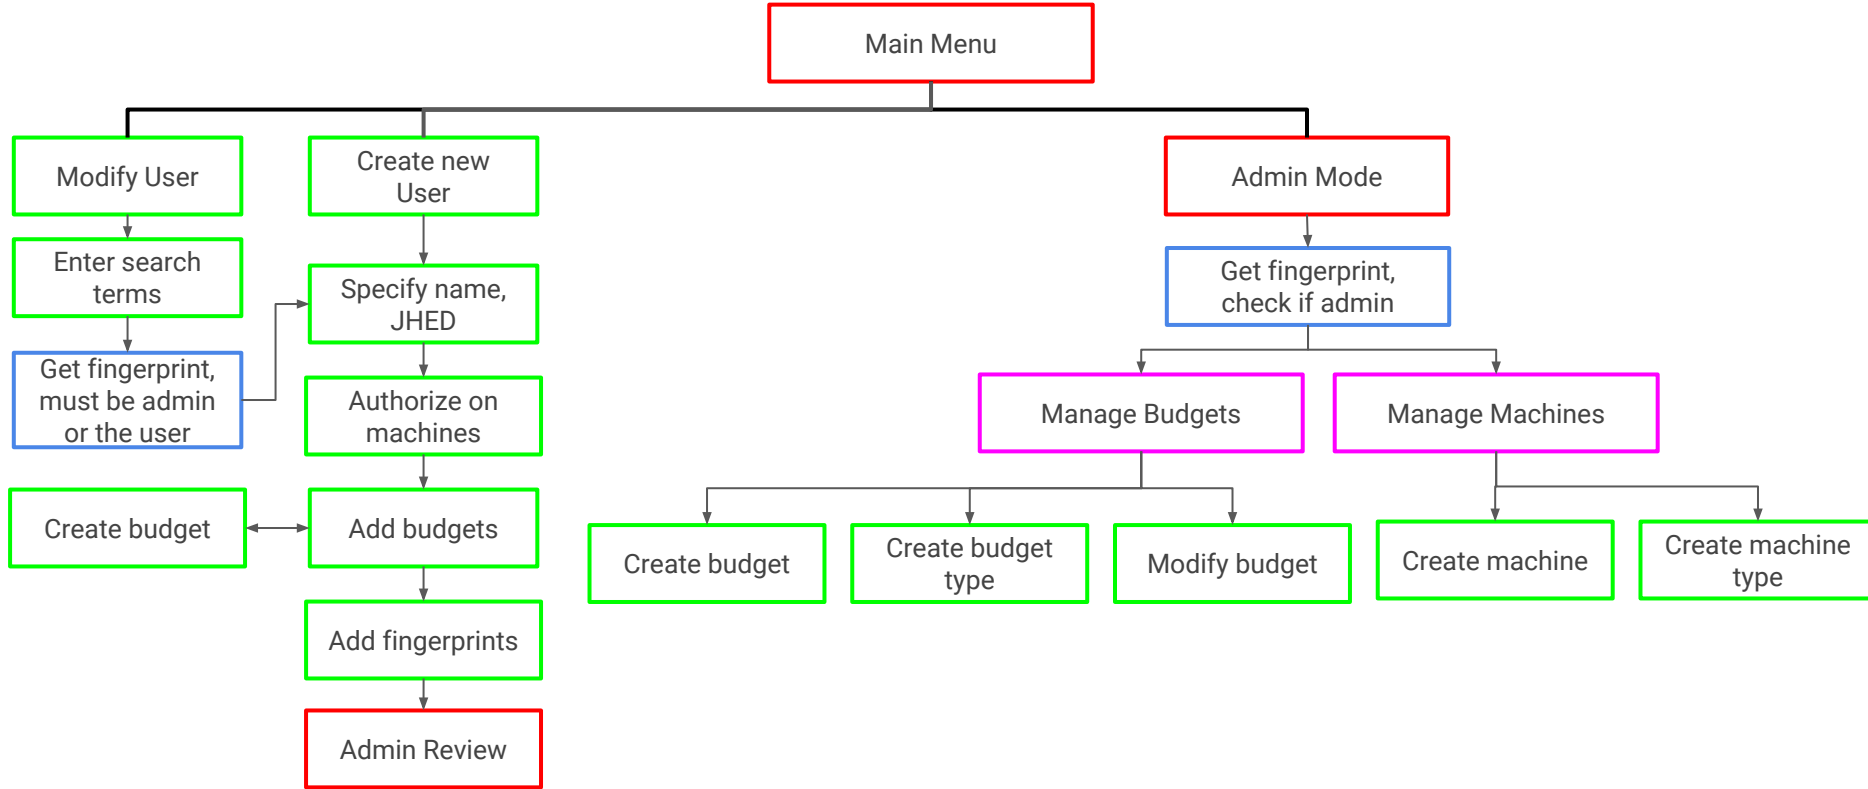 Main Menu
Modify User
Create new
User
Admin Mode
Enter search
terms
Specify name,
JHED
Get fingerprint,
check if admin
Get fingerprint,
must be admin
or the user
Authorize on
machines
Manage Budgets
Manage Machines
Create budget
Add budgets
Create budget
Create budget
type
Modify budget
Create machine
Create machine
type
Add fingerprints
Admin Review